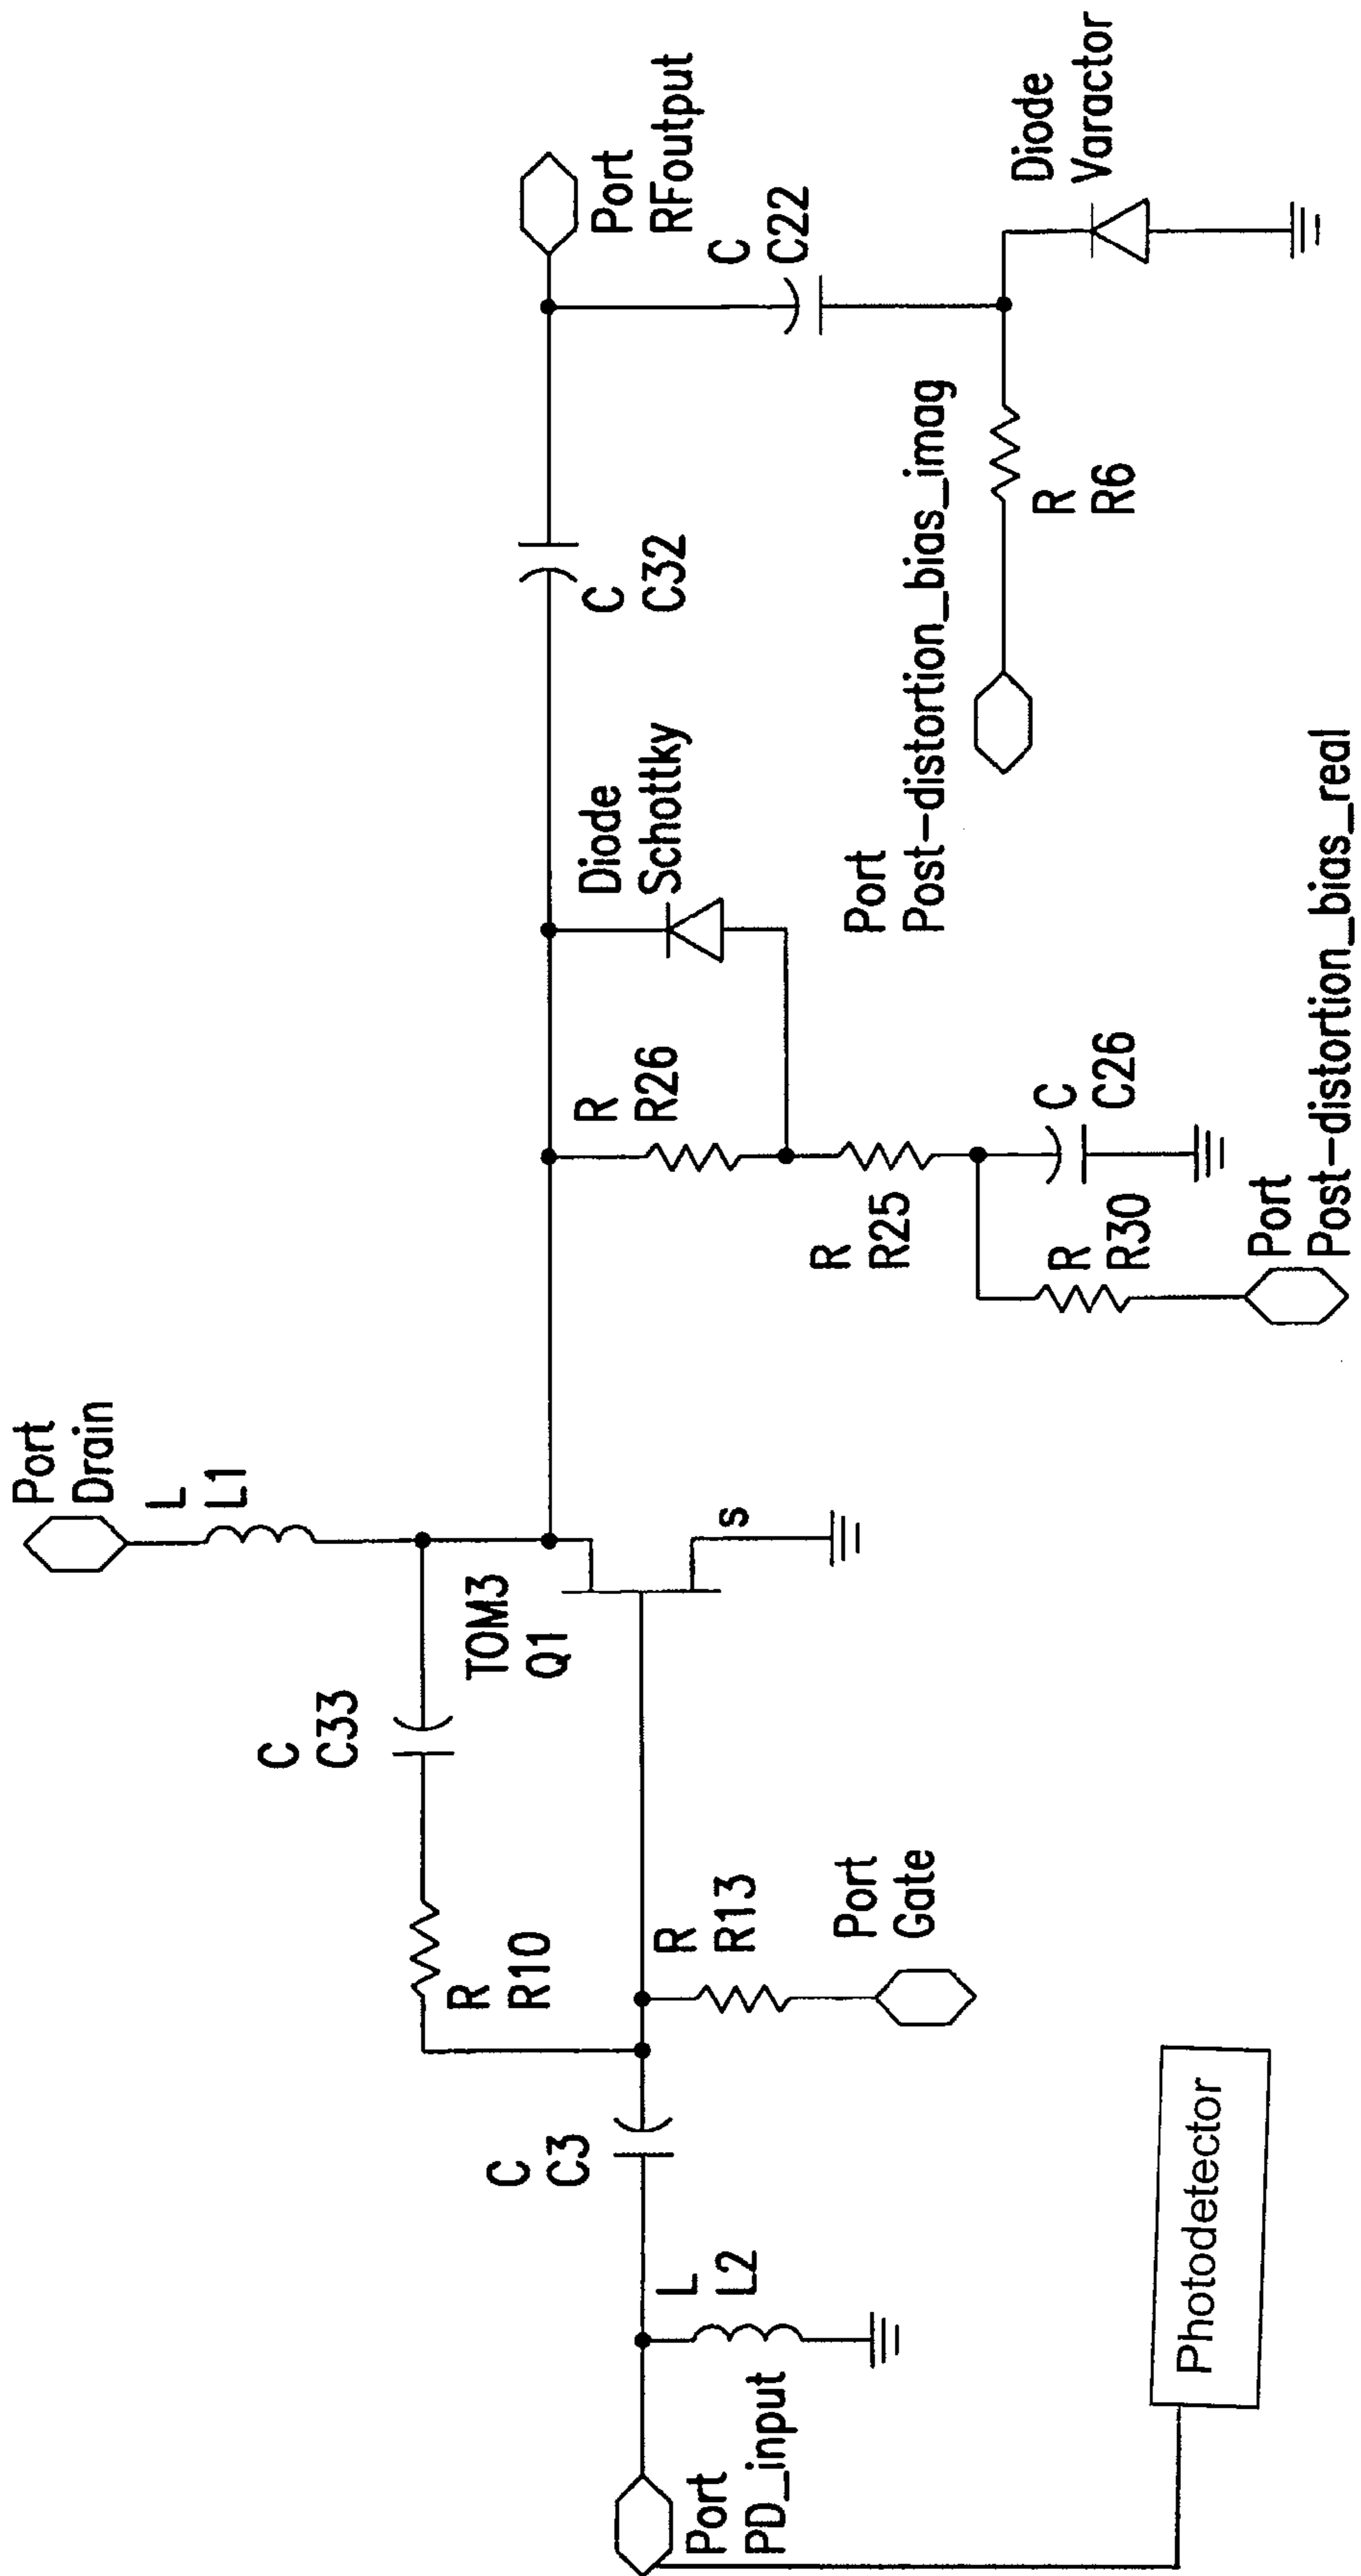 Port
PD_input
L
L2
C
C3
R
R10
C
C33
R
R13
Port
Gate
Photodetector
Port
Drain
L
L1
TOM3
Q1
s
R
R26
R
R25
R
R30
C
C26
Port
Post-distortion_bias_real
Diode
Schottky
C
C32
Port
Post-distortion_bias_imag
R
R6
Port
RFoutput
C
C22
Diode
Varactor